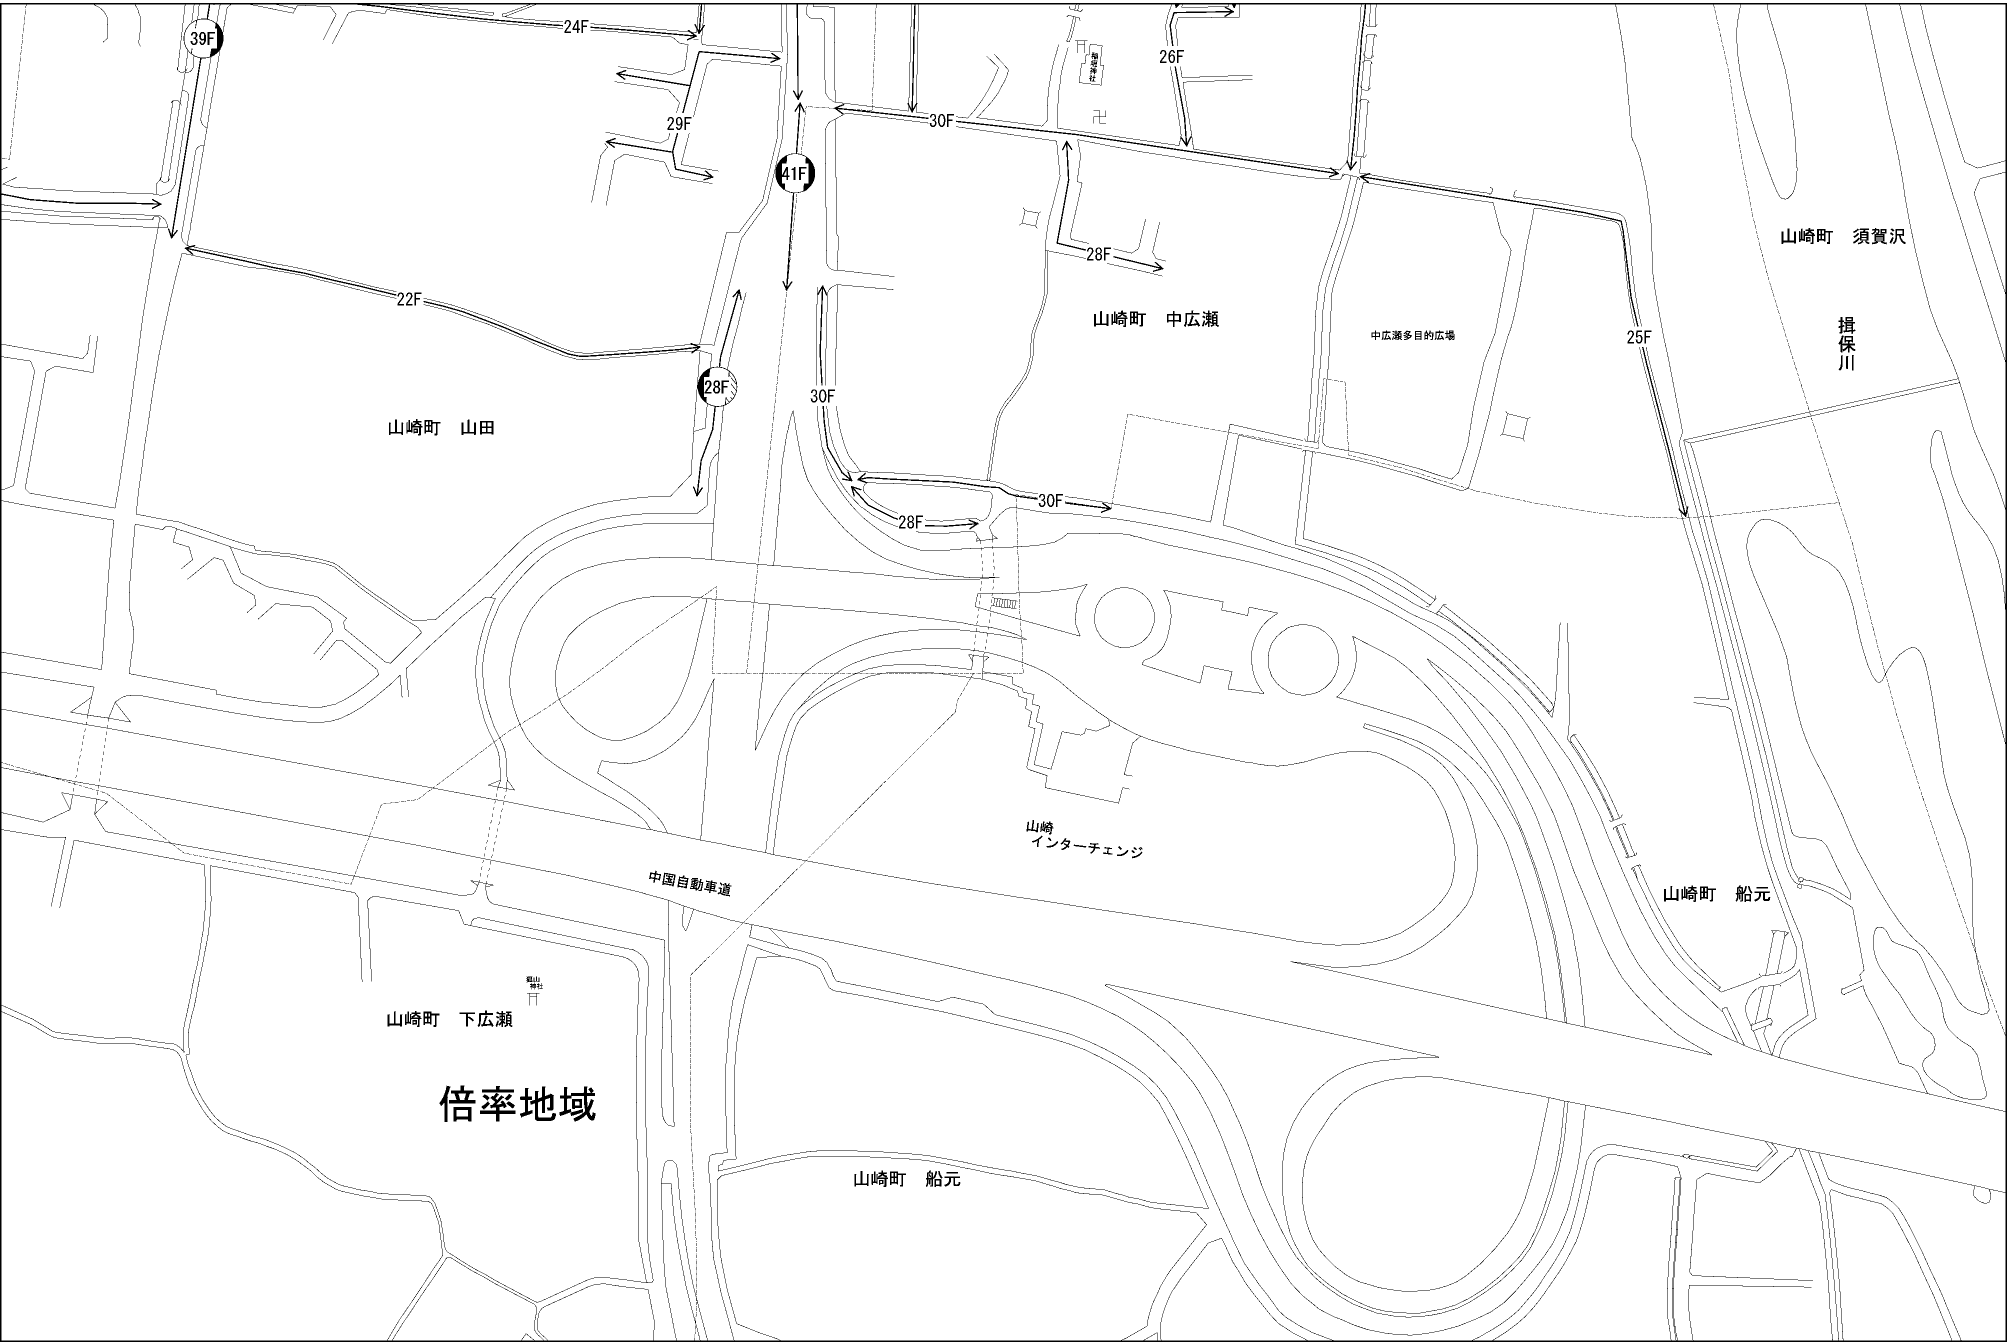 39F
24F
26F
稲垣神社
29F
30F
41F
山崎町　須賀沢
28F
22F
山崎町　中広瀬
揖保川
中広瀬多目的広場
25F
28F
30F
山崎町　山田
30F
28F
山崎
インターチェンジ
中国自動車道
山崎町　船元
山崎町　下広瀬
倍率地域
山崎町　船元